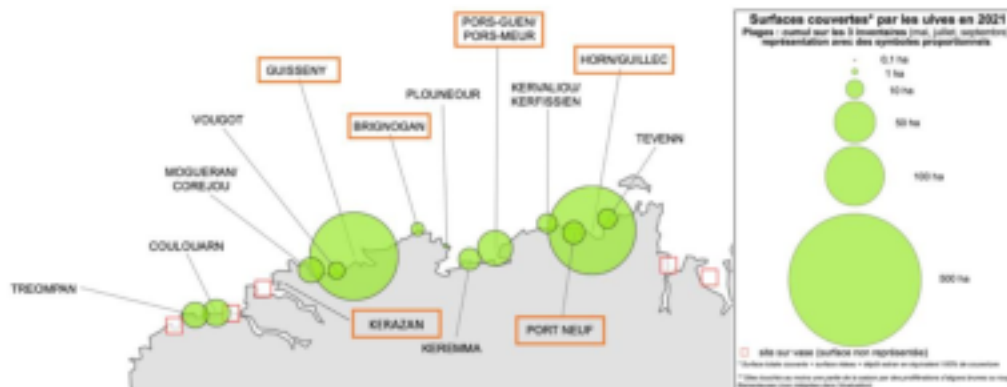 PORS-GUEN/
PORS-MEUR
HORN/GUILLEC
GUISSENY
PLOUNEOUR
KERVALIOU/
KERFISSIEN
VOUGOT
BRIGNOGAN
TEVENN
MOGUERAN/
COREJOU
COULOUARN
TREOMPAN
KERAZAN
KEREMMA
PORT NEUF
Surfaces couvertes* par les ulves en 2021
Plages : cumul sur les 3 inventaires (mai, juillet, septembre)
représentation avec des symboles proportionnels
0,1 ha
1 ha
10 ha
50 ha
100 ha
500 ha
site sur vase (surface non représentée)